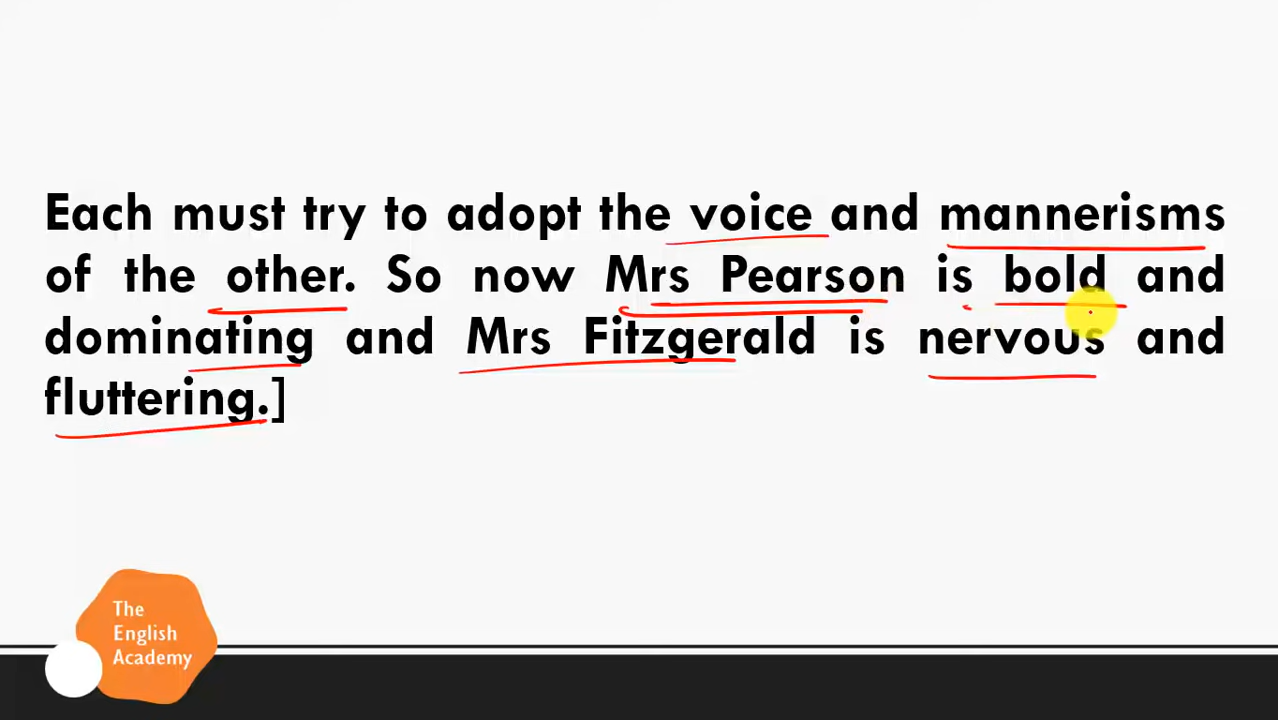 Each must try to adopt the voice and mannerisms
of the other. So now Mrs Pearson is bold and
dominating and Mrs Fitzgerald is nervous and
fluttering.]
The
English
Academy